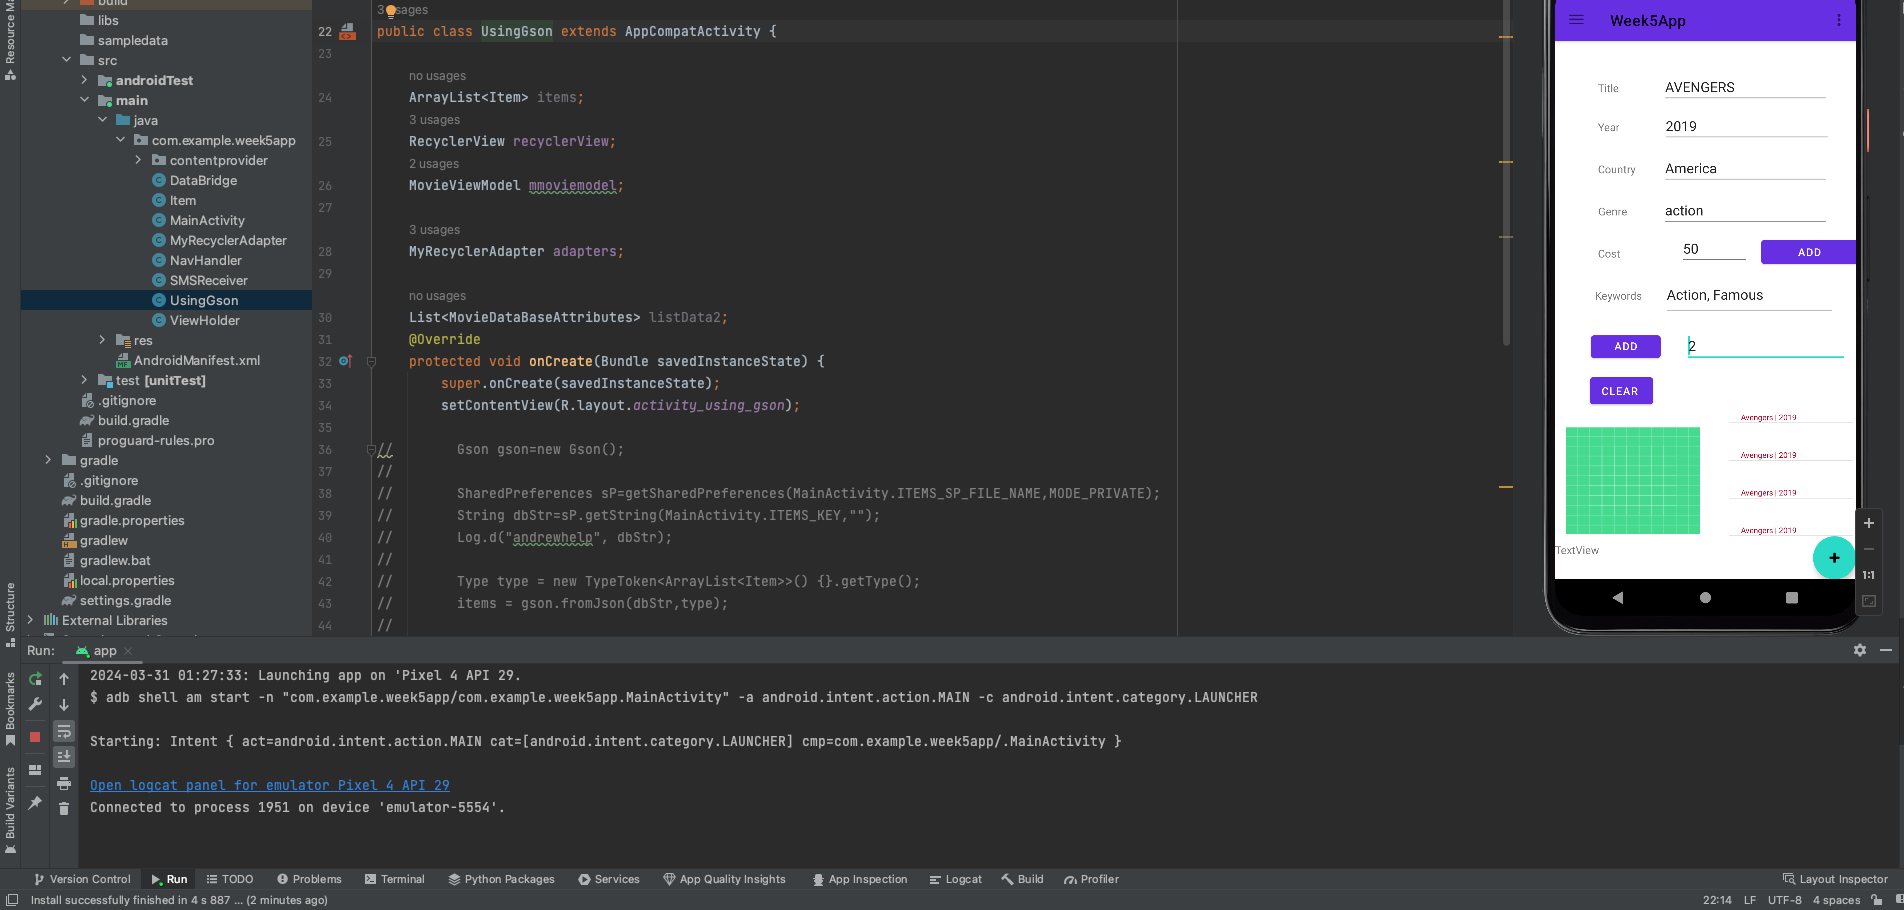 Resource Ma
build
libs
sampledata
src
androidTest
main
java
com.example.week5app
contentprovider
DataBridge
Item
MainActivity
MyRecyclerAdapter
NavHandler
SMSReceiver
UsingGson
ViewHolder
res
AndroidManifest.xml
test [unitTest]
.gitignore
build.gradle
proguard-rules.pro
gradle
.gitignore
build.gradle
gradle.properties
gradlew
gradlew.bat
local.properties
settings.gradle
External Libraries
Structure
Bookmarks
Build Variants
3 sages
22 public class UsingGson extends AppCompatActivity {
23
no usages
24 ArrayList<Item> items;
3 usages
25 RecyclerView recyclerView;
2 usages
26 MovieViewModel mmoviemodel;
27
3 usages
28 MyRecyclerAdapter adapters;
29
no usages
30 List<MovieDataBaseAttributes> listData2;
31 @Override
32 protected void onCreate(Bundle savedInstanceState) {
33 super.onCreate(savedInstanceState);
34 setContentView(R.layout.activity_using_gson);
35
36 // Gson gson=new Gson();
37 //
38 // SharedPreferences sP=getSharedPreferences(MainActivity.ITEMS_SP_FILE_NAME,MODE_PRIVATE);
39 // String dbStr=sP.getString(MainActivity.ITEMS_KEY,"");
40 // Log.d("andrewhelp", dbStr);
41 //
42 // Type type = new TypeToken<ArrayList<Item>>() {}.getType();
43 // items = gson.fromJson(dbStr,type);
44 //
Week5App
Title AVENGERS
Year 2019
Country America
Genre action
Cost 50 ADD
Keywords Action, Famous
ADD 2
CLEAR
Avengers | 2019
Avengers | 2019
Avengers | 2019
Avengers | 2019
TextView
+
+
−
1:1
Run: app
2024-03-31 01:27:33: Launching app on 'Pixel 4 API 29.
$ adb shell am start -n "com.example.week5app/com.example.week5app.MainActivity" -a android.intent.action.MAIN -c android.intent.category.LAUNCHER
Starting: Intent { act=android.intent.action.MAIN cat=[android.intent.category.LAUNCHER] cmp=com.example.week5app/.MainActivity }
Open logcat panel for emulator Pixel 4 API 29
Connected to process 1951 on device 'emulator-5554'.
Version Control Run TODO Problems Terminal Python Packages Services App Quality Insights App Inspection Logcat Build Profiler Layout Inspector
Install successfully finished in 4 s 887 ... (2 minutes ago) 22:14 LF UTF-8 4 spaces